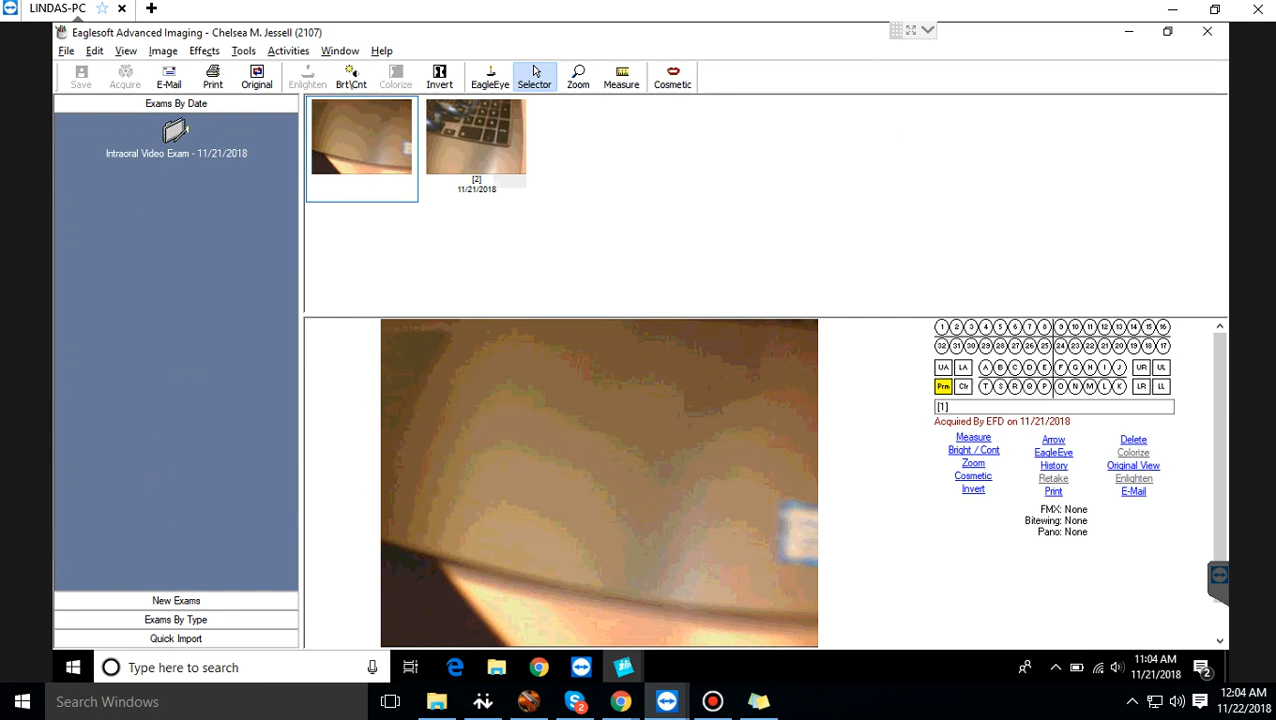 LINDAS-PC
Eaglesoft Advanced Imaging - Chelsea M. Jessell (2107)
File Edit View Image Effects Tools Activities Window Help
Save Acquire E-Mail Print Original Enlighten Brt\Cnt Colorize Invert EagleEye Selector Zoom Measure Cosmetic
Exams By Date
Intraoral Video Exam - 11/21/2018
[2]
11/21/2018
1 2 3 4 5 6 7 8 9 10 11 12 13 14 15 16
32 31 30 29 28 27 26 25 24 23 22 21 20 19 18 17
UA LA A B C D E F G H I J UR UL
Prm Clr T S R Q P O N M L K LR LL
[1]
Acquired By EFD on 11/21/2018
Measure Arrow Delete
Bright / Cont EagleEye Colorize
Zoom History Original View
Cosmetic Retake Enlighten
Invert Print E-Mail
FMX: None
Bitewing: None
Pano: None
New Exams
Exams By Type
Quick Import
Type here to search
11:04 AM
11/21/2018
2
Search Windows
2
12:04 AM
11/22/2018